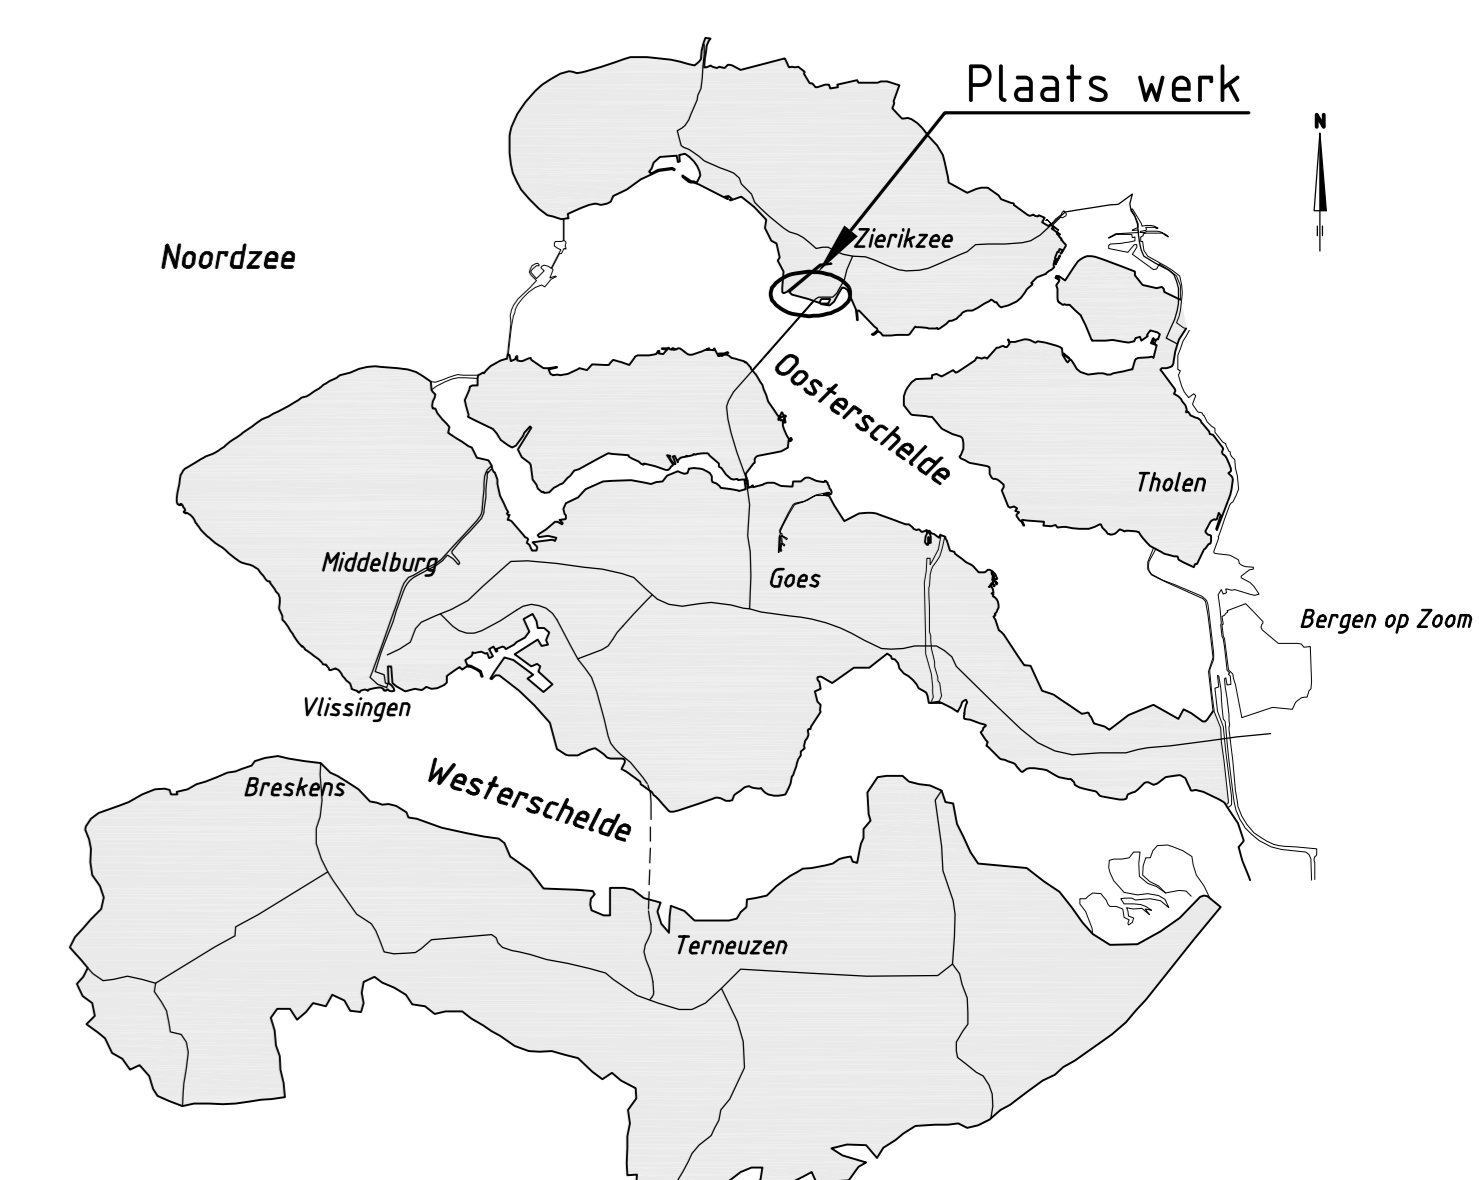 Plaats werk
N
Zierikzee
Noordzee
Oosterschelde
Tholen
Middelburg
Goes
Bergen op Zoom
Vlissingen
Westerschelde
Breskens
Terneuzen